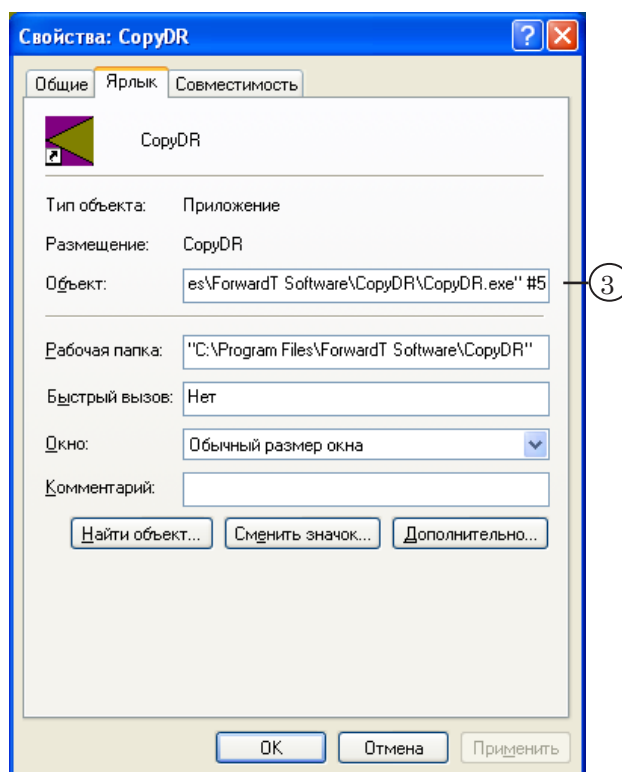 Свойства: CopyDR
Общие Ярлык Совместимость
CopyDR
Тип объекта: Приложение
Размещение: CopyDR
Объект: es\ForwardT Software\CopyDR\CopyDR.exe" #5
3
Рабочая папка: "C:\Program Files\ForwardT Software\CopyDR"
Быстрый вызов: Нет
Окно: Обычный размер окна
Комментарий:
Найти объект... Сменить значок... Дополнительно...
OK Отмена Применить